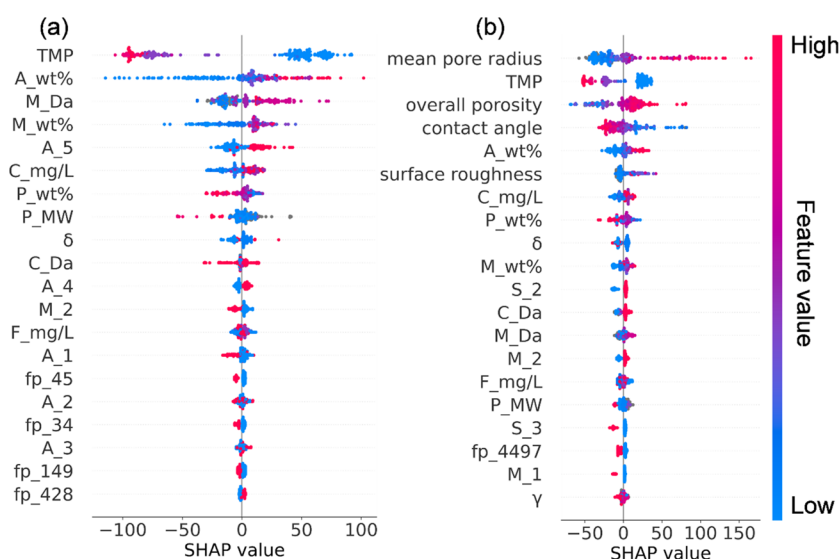 (a)
TMP
A_wt%
M_Da
M_wt%
A_5
C_mg/L
P_wt%
P_MW
δ
C_Da
A_4
M_2
F_mg/L
A_1
fp_45
A_2
fp_34
A_3
fp_149
fp_428
−100 −50 0 50 100
SHAP value
(b)
mean pore radius
TMP
overall porosity
contact angle
A_wt%
surface roughness
C_mg/L
P_wt%
δ
M_wt%
S_2
C_Da
M_Da
M_2
F_mg/L
P_MW
S_3
fp_4497
M_1
γ
−50 0 50 100 150
SHAP value
High
Feature value
Low